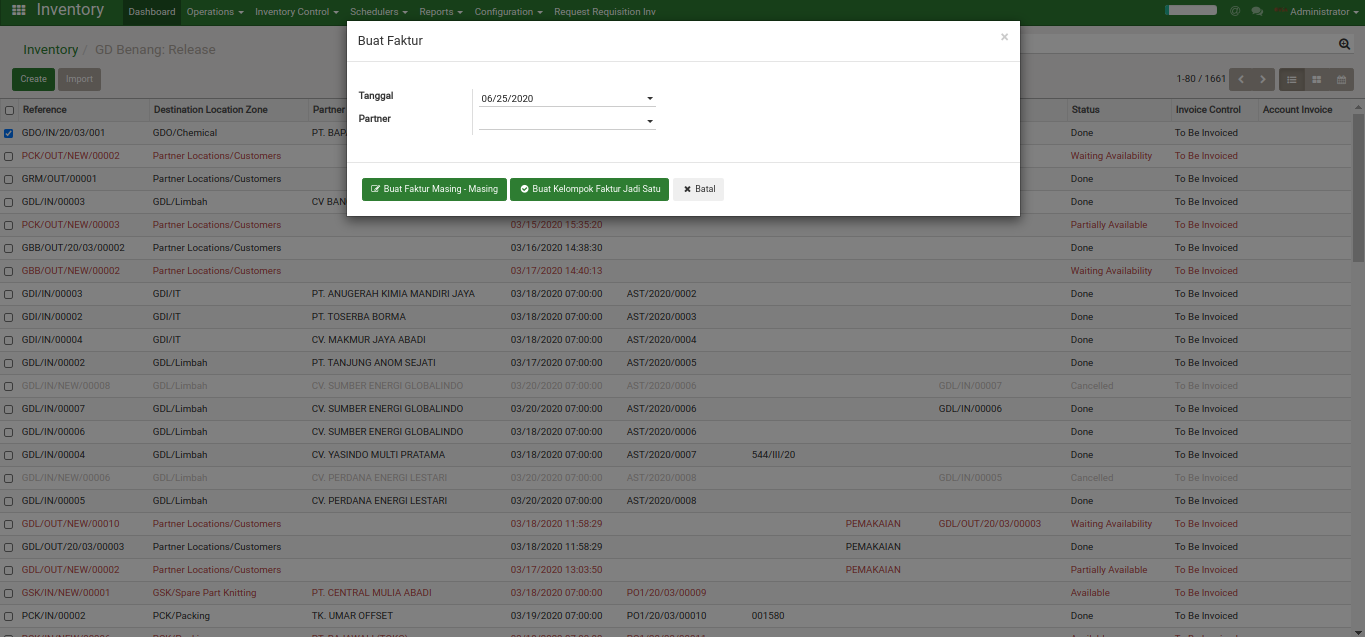 Inventory Dashboard Operations Inventory Control Schedulers Reports Configuration Request Requisition Inv @ Administrator
Buat Faktur ×
Inventory / GD Benang: Release
Create Import 1-80 / 1661
Tanggal 06/25/2020
Partner
Buat Faktur Masing - Masing Buat Kelompok Faktur Jadi Satu Batal
Reference Destination Location Zone Partner Status Invoice Control Account Invoice
GDO/IN/20/03/001 GDO/Chemical Done To Be Invoiced
PCK/OUT/NEW/00002 Partner Locations/Customers Waiting Availability To Be Invoiced
GRM/OUT/00001 Partner Locations/Customers Done To Be Invoiced
GDL/IN/00003 GDL/Limbah Done To Be Invoiced
PCK/OUT/NEW/00003 Partner Locations/Customers 03/15/2020 15:35:20 Partially Available To Be Invoiced
GBB/OUT/20/03/00002 Partner Locations/Customers 03/16/2020 14:38:30 Done To Be Invoiced
GBB/OUT/NEW/00002 Partner Locations/Customers 03/17/2020 14:40:13 Waiting Availability To Be Invoiced
GDI/IN/00003 GDI/IT PT. ANUGERAH KIMIA MANDIRI JAYA 03/18/2020 07:00:00 AST/2020/0002 Done To Be Invoiced
GDI/IN/00002 GDI/IT PT. TOSERBA BORMA 03/18/2020 07:00:00 AST/2020/0003 Done To Be Invoiced
GDI/IN/00004 GDI/IT CV. MAKMUR JAYA ABADI 03/18/2020 07:00:00 AST/2020/0004 Done To Be Invoiced
GDL/IN/00002 GDL/Limbah PT. TANJUNG ANOM SEJATI 03/17/2020 07:00:00 AST/2020/0005 Done To Be Invoiced
GDL/IN/NEW/00008 GDL/Limbah CV. SUMBER ENERGI GLOBALINDO 03/20/2020 07:00:00 AST/2020/0006 GDL/IN/00007 Cancelled To Be Invoiced
GDL/IN/00007 GDL/Limbah CV. SUMBER ENERGI GLOBALINDO 03/20/2020 07:00:00 AST/2020/0006 GDL/IN/00006 Done To Be Invoiced
GDL/IN/00006 GDL/Limbah CV. SUMBER ENERGI GLOBALINDO 03/20/2020 07:00:00 AST/2020/0006 Done To Be Invoiced
GDL/IN/00004 GDL/Limbah CV. YASINDO MULTI PRATAMA 03/18/2020 07:00:00 AST/2020/0007 544/III/20 Done To Be Invoiced
GDL/IN/NEW/00006 GDL/Limbah CV. PERDANA ENERGI LESTARI 03/20/2020 07:00:00 AST/2020/0008 GDL/IN/00005 Cancelled To Be Invoiced
GDL/IN/00005 GDL/Limbah CV. PERDANA ENERGI LESTARI 03/20/2020 07:00:00 AST/2020/0008 Done To Be Invoiced
GDL/OUT/NEW/00010 Partner Locations/Customers 03/18/2020 11:58:29 PEMAKAIAN GDL/OUT/20/03/00003 Waiting Availability To Be Invoiced
GDL/OUT/20/03/00003 Partner Locations/Customers 03/18/2020 11:58:29 PEMAKAIAN Done To Be Invoiced
GDL/OUT/NEW/00002 Partner Locations/Customers 03/17/2020 13:03:50 PEMAKAIAN Partially Available To Be Invoiced
GSK/IN/NEW/00001 GSK/Spare Part Knitting PT. CENTRAL MULIA ABADI 03/18/2020 07:00:00 PO1/20/03/00009 Available To Be Invoiced
PCK/IN/00002 PCK/Packing TK. UMAR OFFSET 03/19/2020 07:00:00 PO1/20/03/00010 001580 Done To Be Invoiced